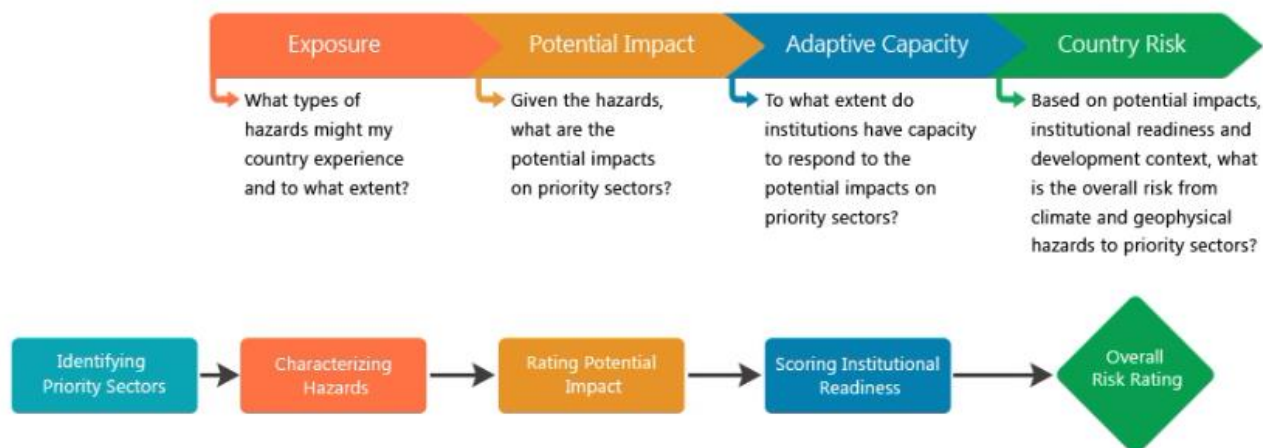 Exposure
What types of
hazards might my
country experience
and to what extent?
Potential Impact
Given the hazards,
what are the
potential impacts
on priority sectors?
Adaptive Capacity
To what extent do
institutions have capacity
to respond to the
potential impacts on
priority sectors?
Country Risk
Based on potential impacts,
institutional readiness and
development context, what
is the overall risk from
climate and geophysical
hazards to priority sectors?
Identifying
Priority Sectors
Characterizing
Hazards
Rating Potential
Impact
Scoring Institutional
Readiness
Overall
Risk Rating